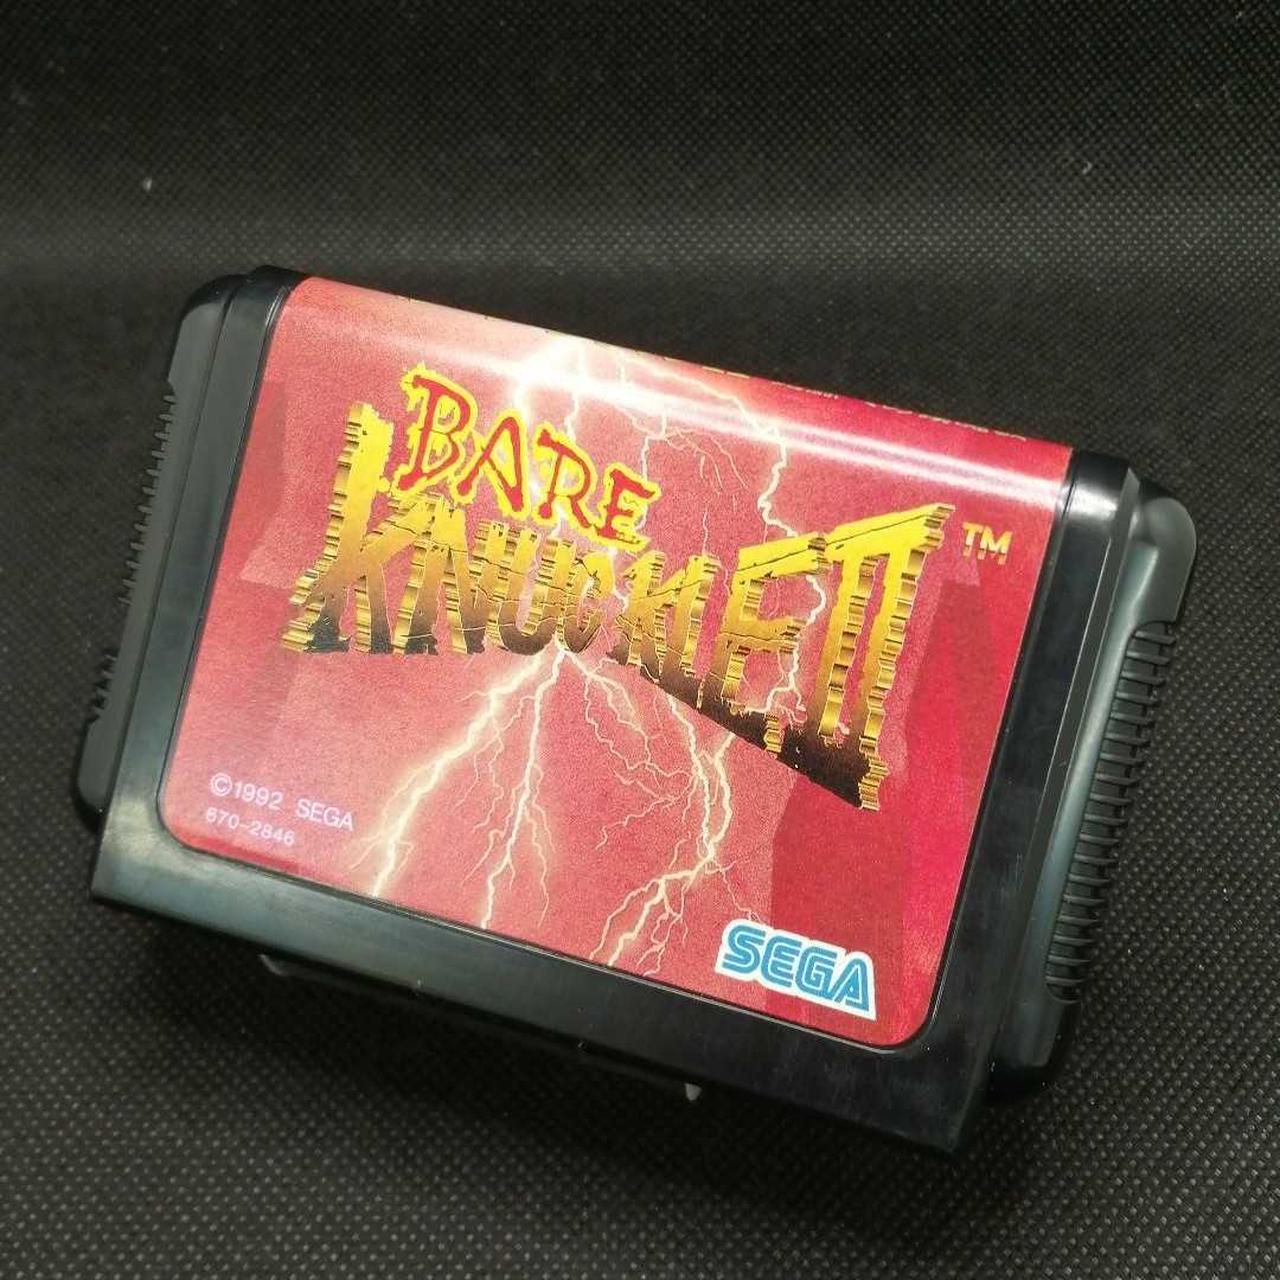 BARE
KNUCKLE II
TM
©1992 SEGA
670-2846
SEGA